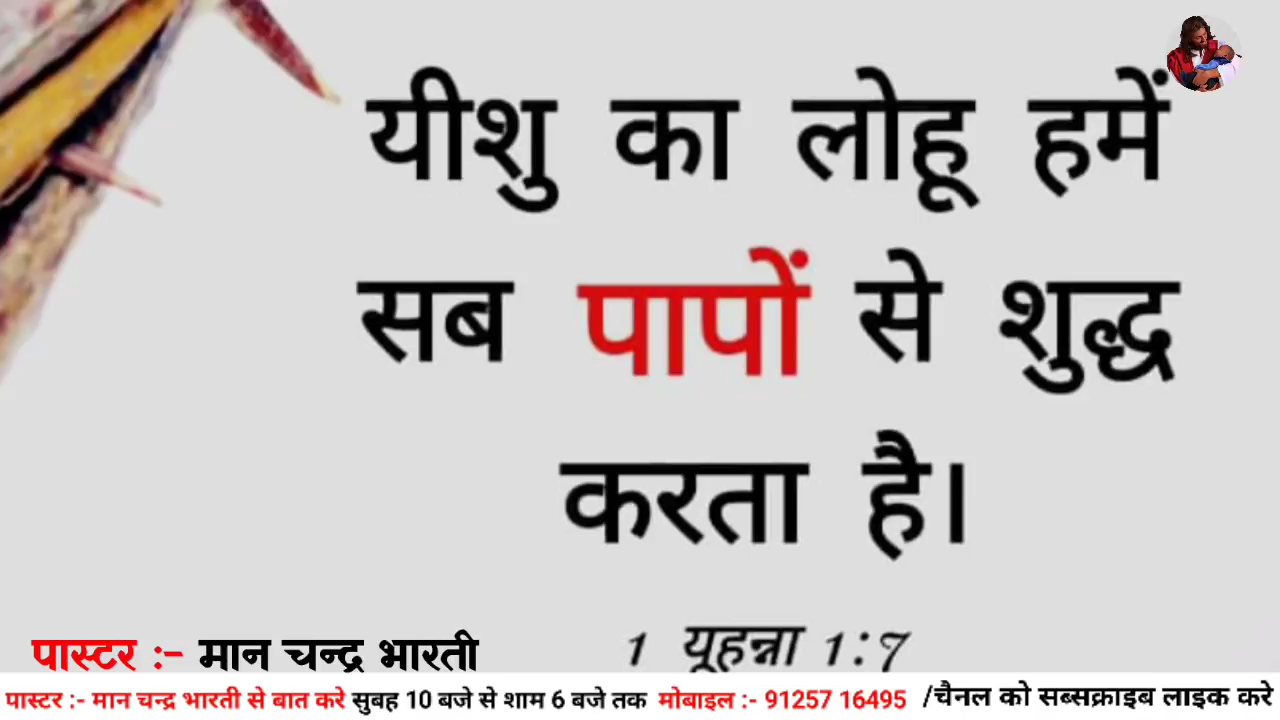 यीशु का लोहू हमें
सब पापों से शुद्ध
करता है।
1 यूहन्ना 1:7
पास्टर :- मान चन्द्र भारती
पास्टर :- मान चन्द्र भारती से बात करे सुबह 10 बजे से शाम 6 बजे तक मोबाइल :- 91257 16495 /चैनल को सब्सक्राइब लाइक करे